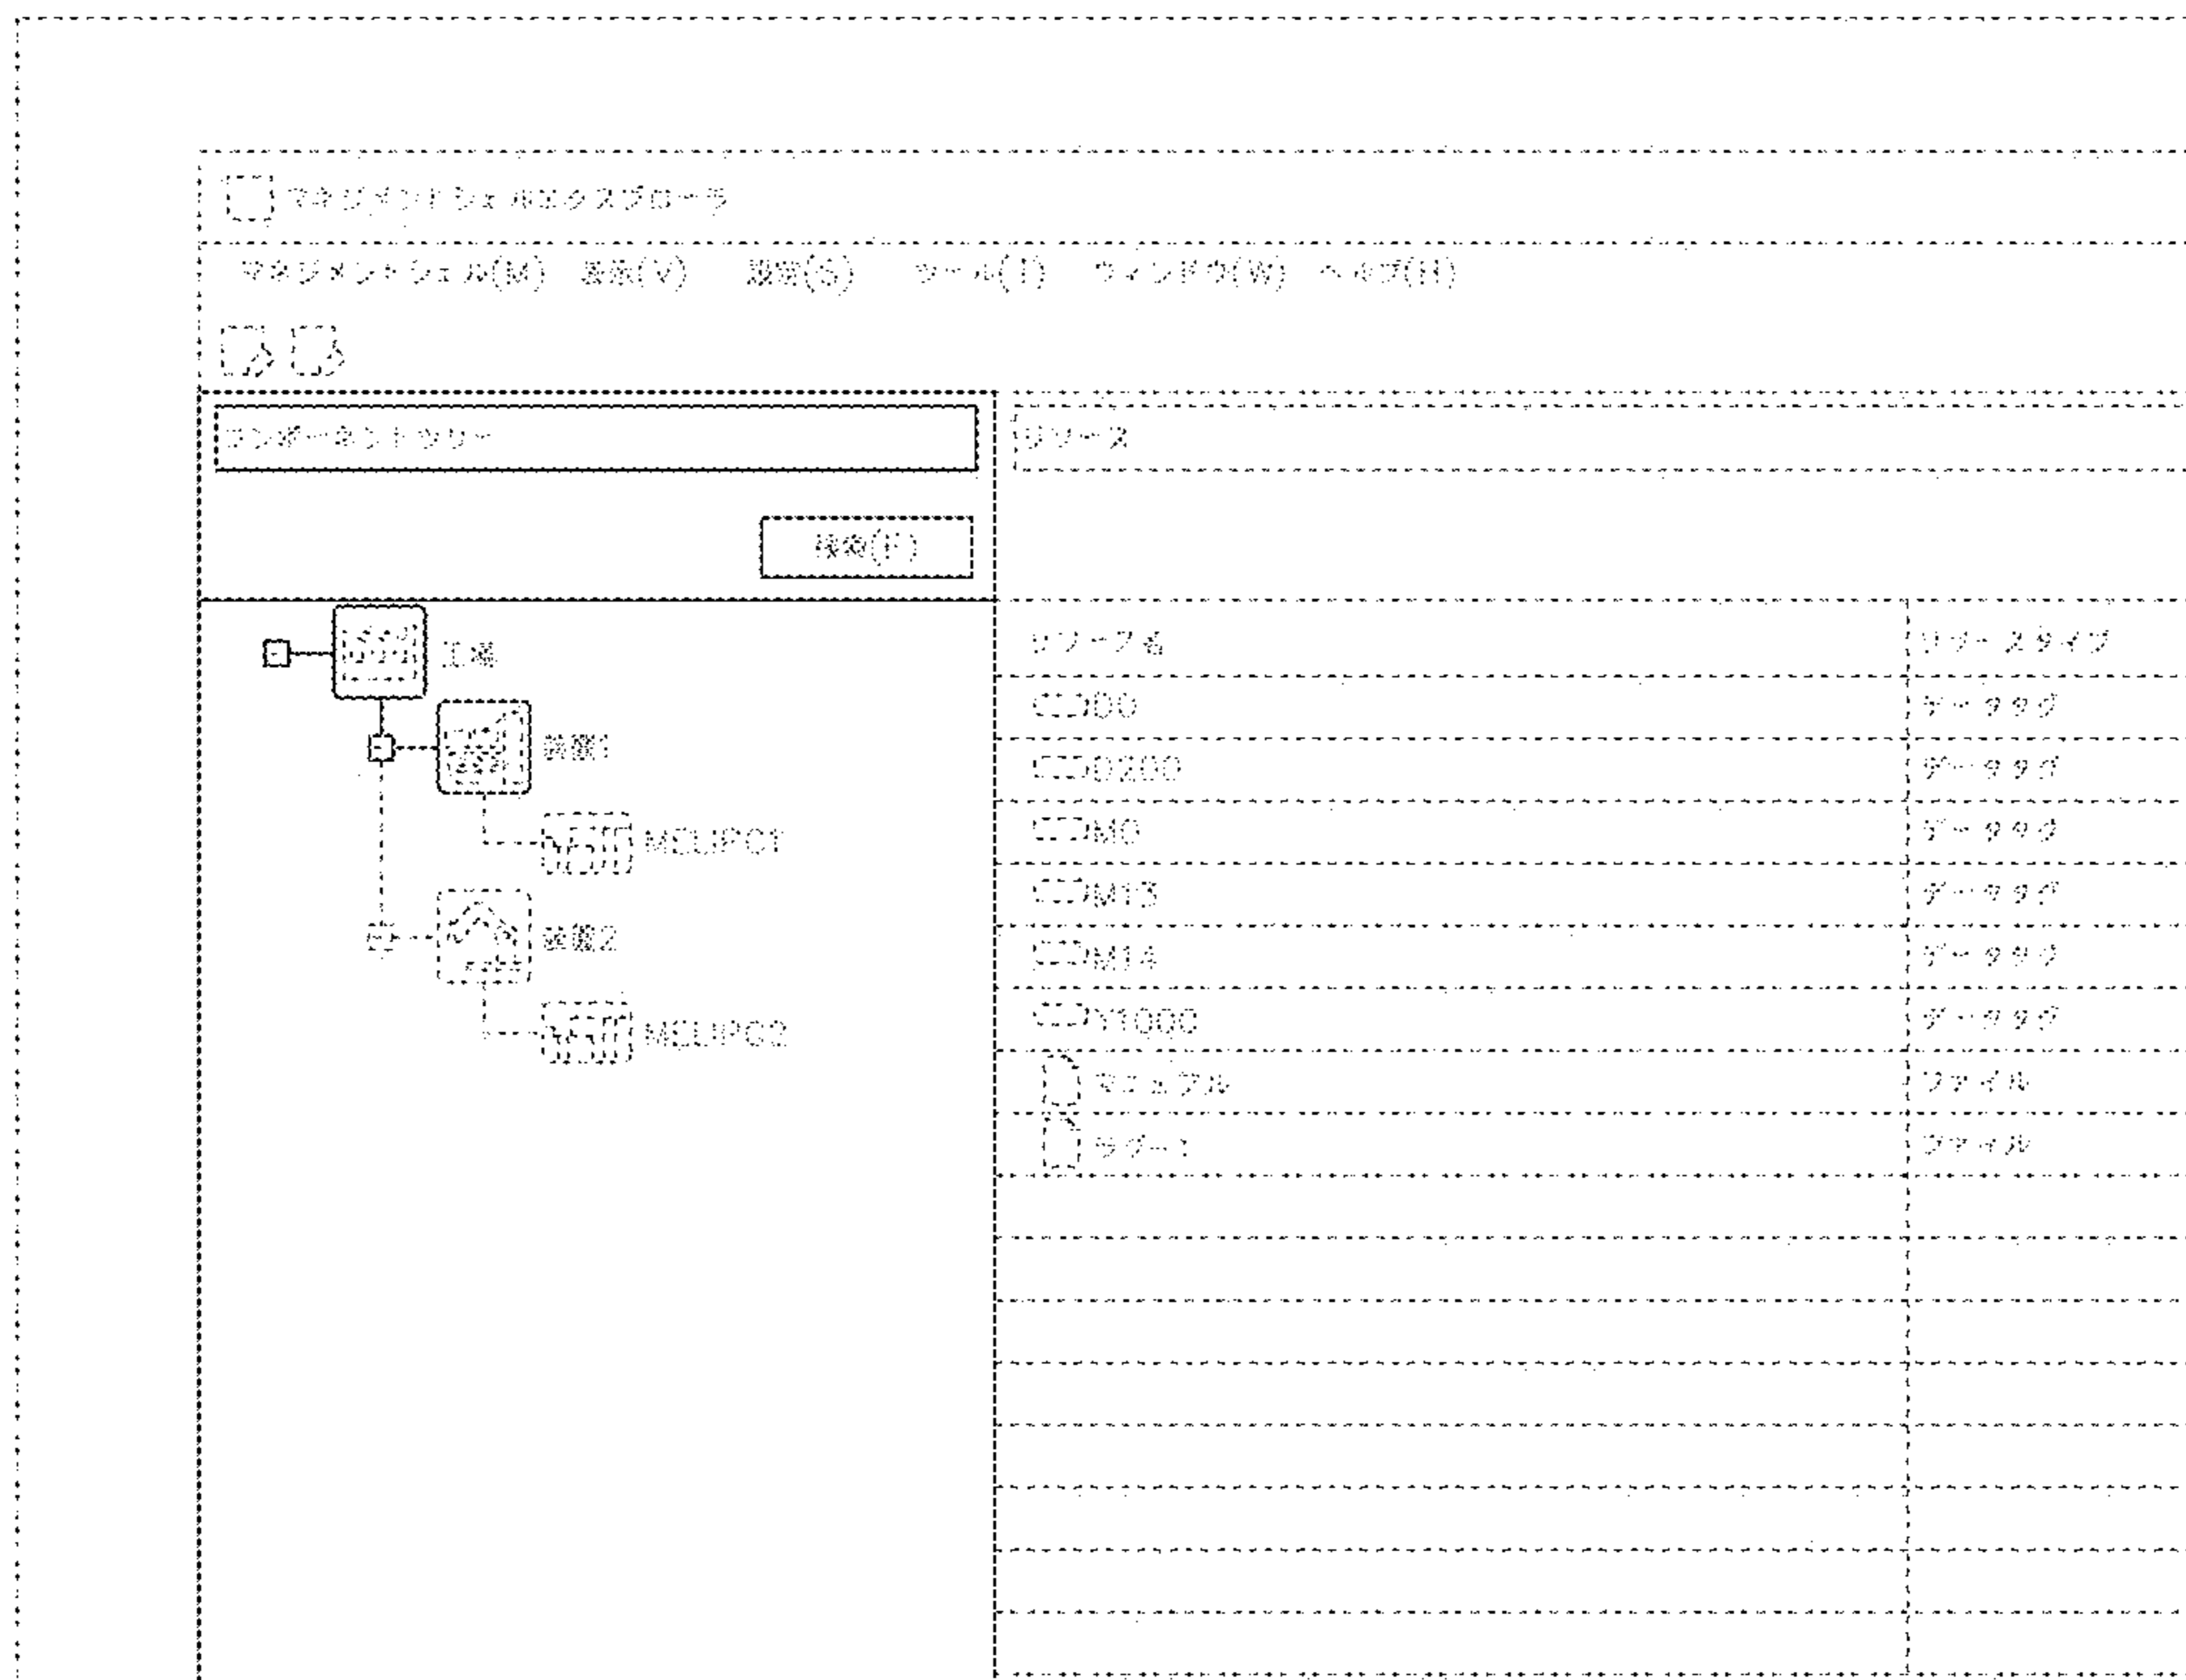 マネジメントシェルエクスプローラ
マネジメントシェル(M) 表示(V) 設定(S) ツール(T) ウィンドウ(W) ヘルプ(H)
コンポーネントツリー
リソース
検索(F)
工場
装置1
MELIPC1
装置2
MELIPC2
リソース名 リソースタイプ
D0 データタグ
D200 データタグ
M0 データタグ
M13 データタグ
M14 データタグ
Y1000 データタグ
マニュアル ファイル
ファイル